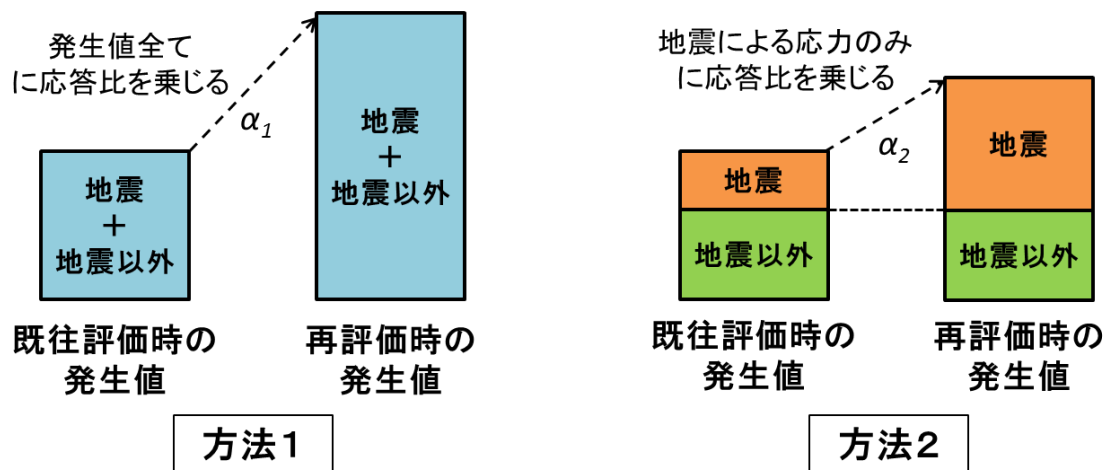 発生値全て
に応答比を乗じる
α1
地震
+
地震以外
地震
+
地震以外
既往評価時の
発生値
再評価時の
発生値
方法1
地震による応力のみ
に応答比を乗じる
α2
地震
地震以外
地震
地震以外
既往評価時の
発生値
再評価時の
発生値
方法2